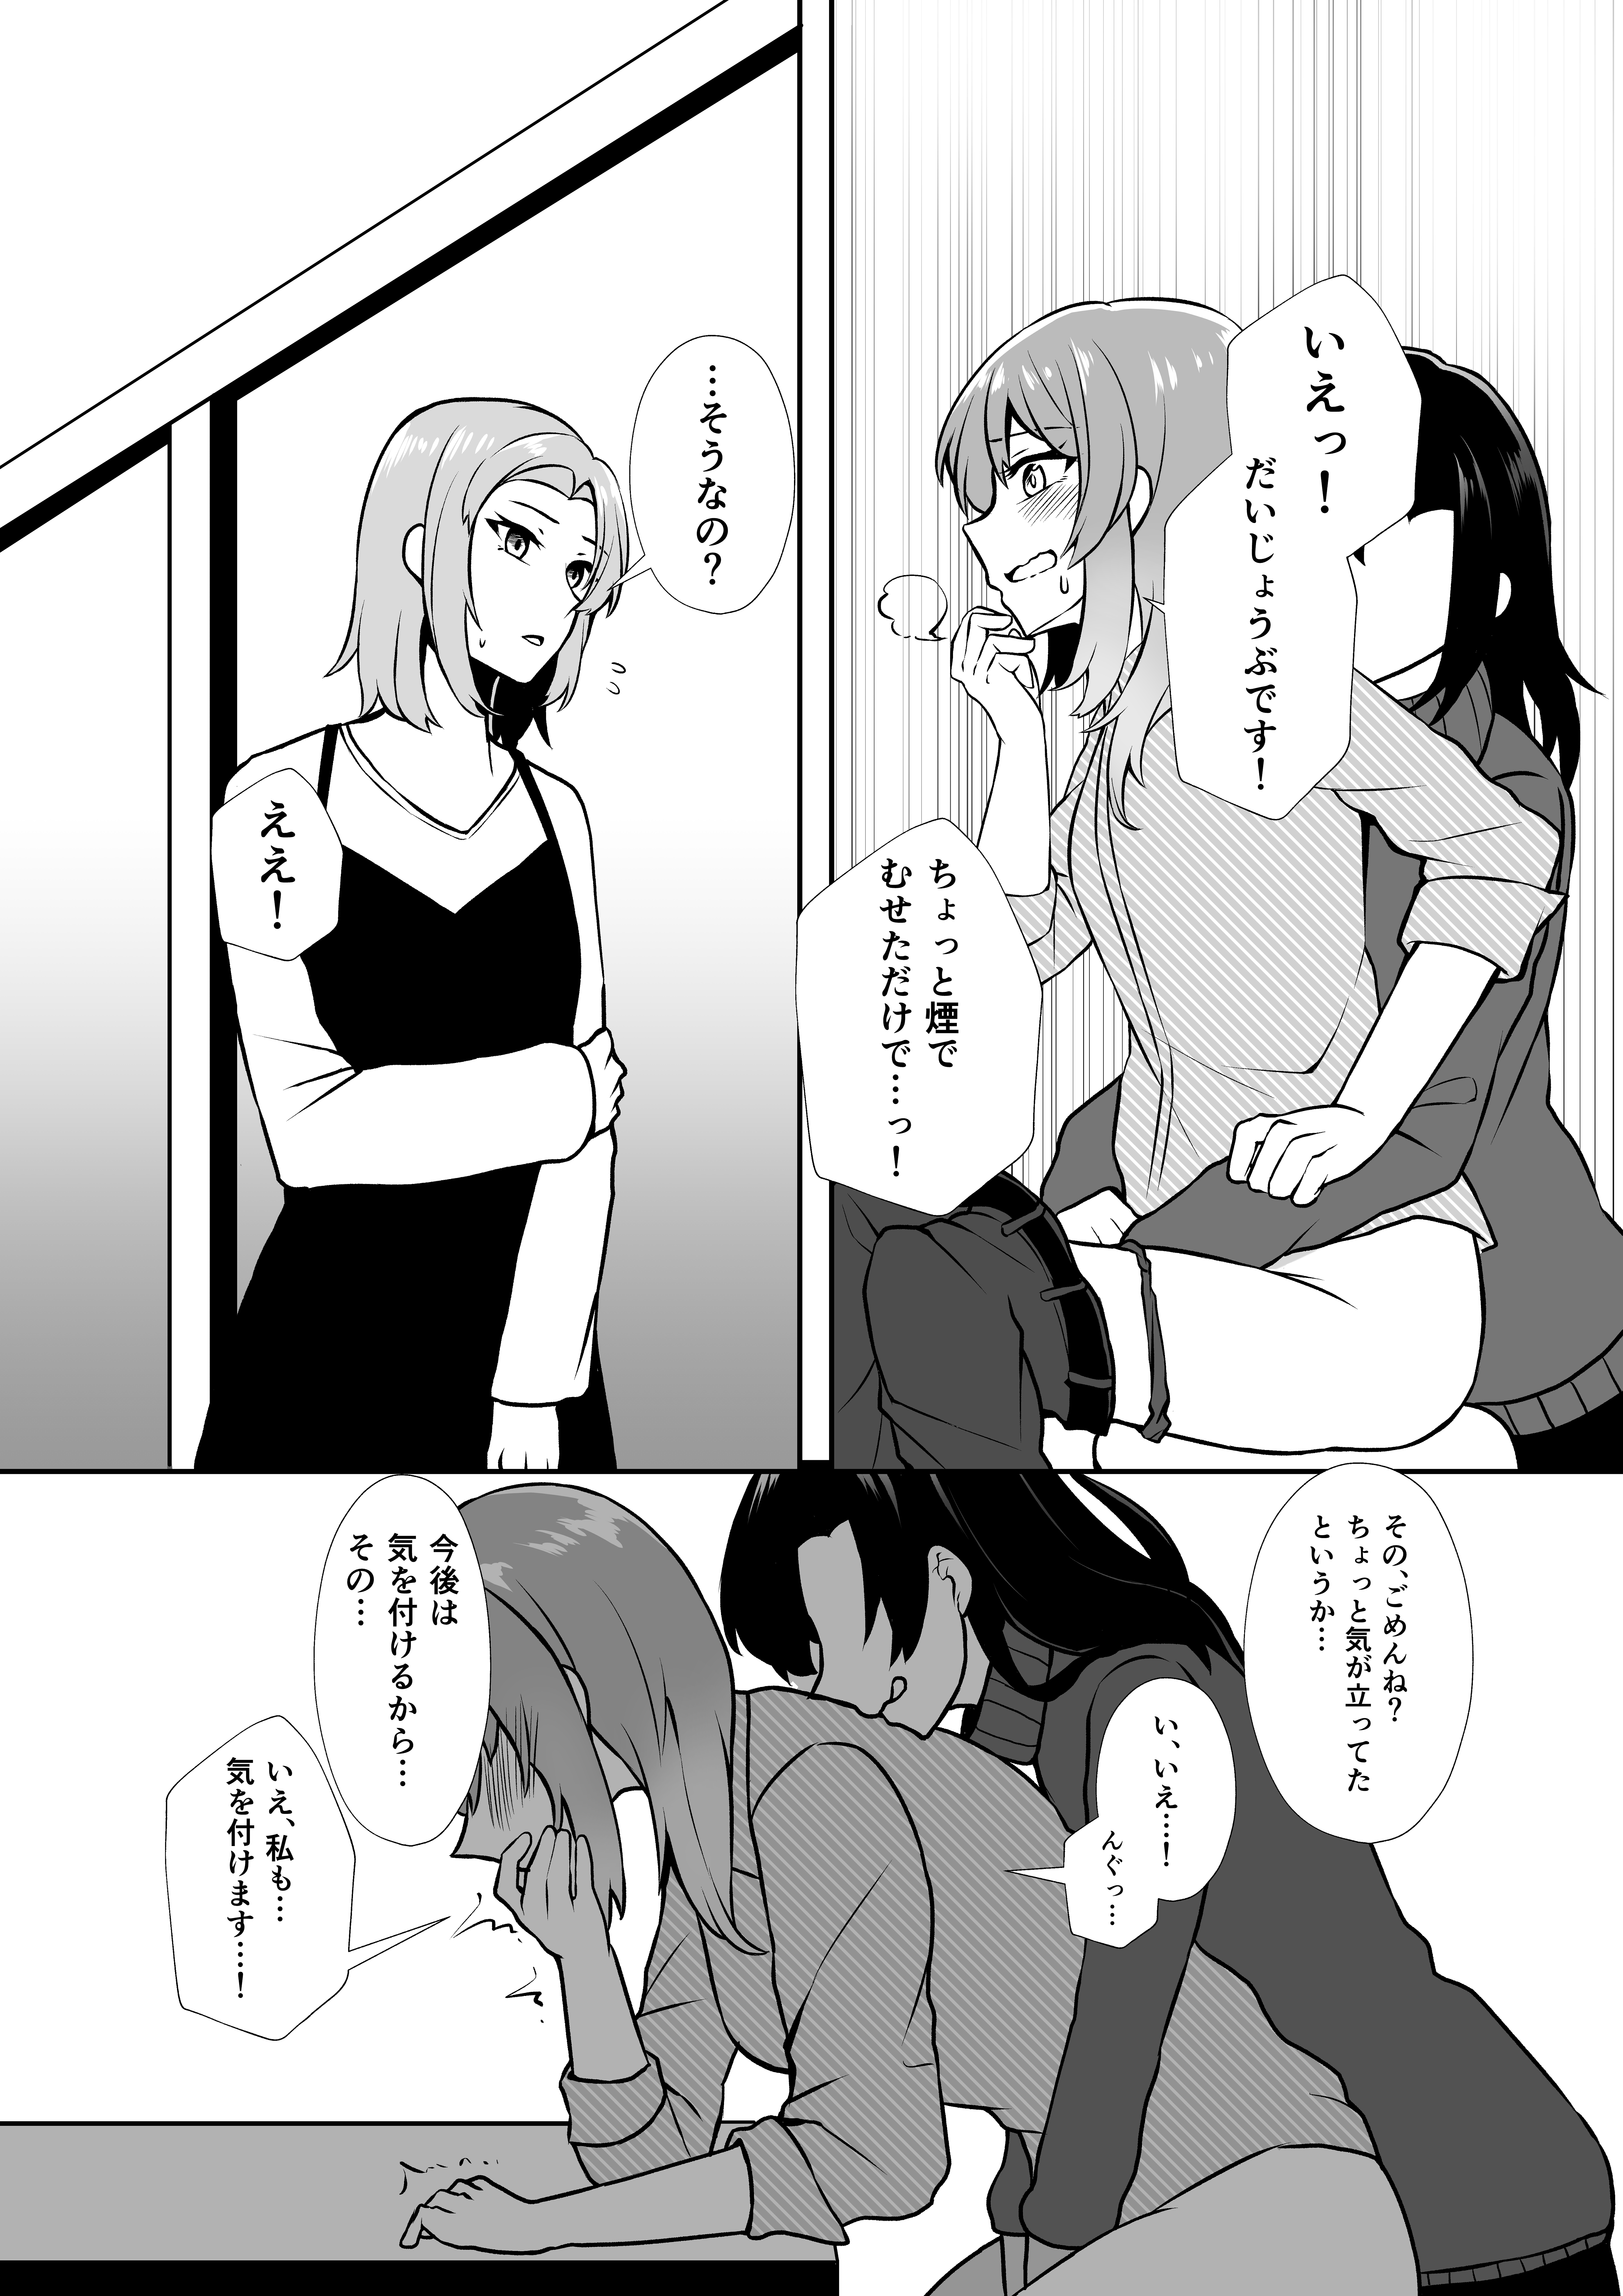 いえっ！
だいじょうぶです！
ちょっと煙で
むせただけで…っ！
…そうなの？
ええ！
その、ごめんね？
ちょっと気が立ってた
というか…
い、いえ…！
んぐっ…
今後は
気を付けるから…
その…
いえ、私も…
気を付けます…！